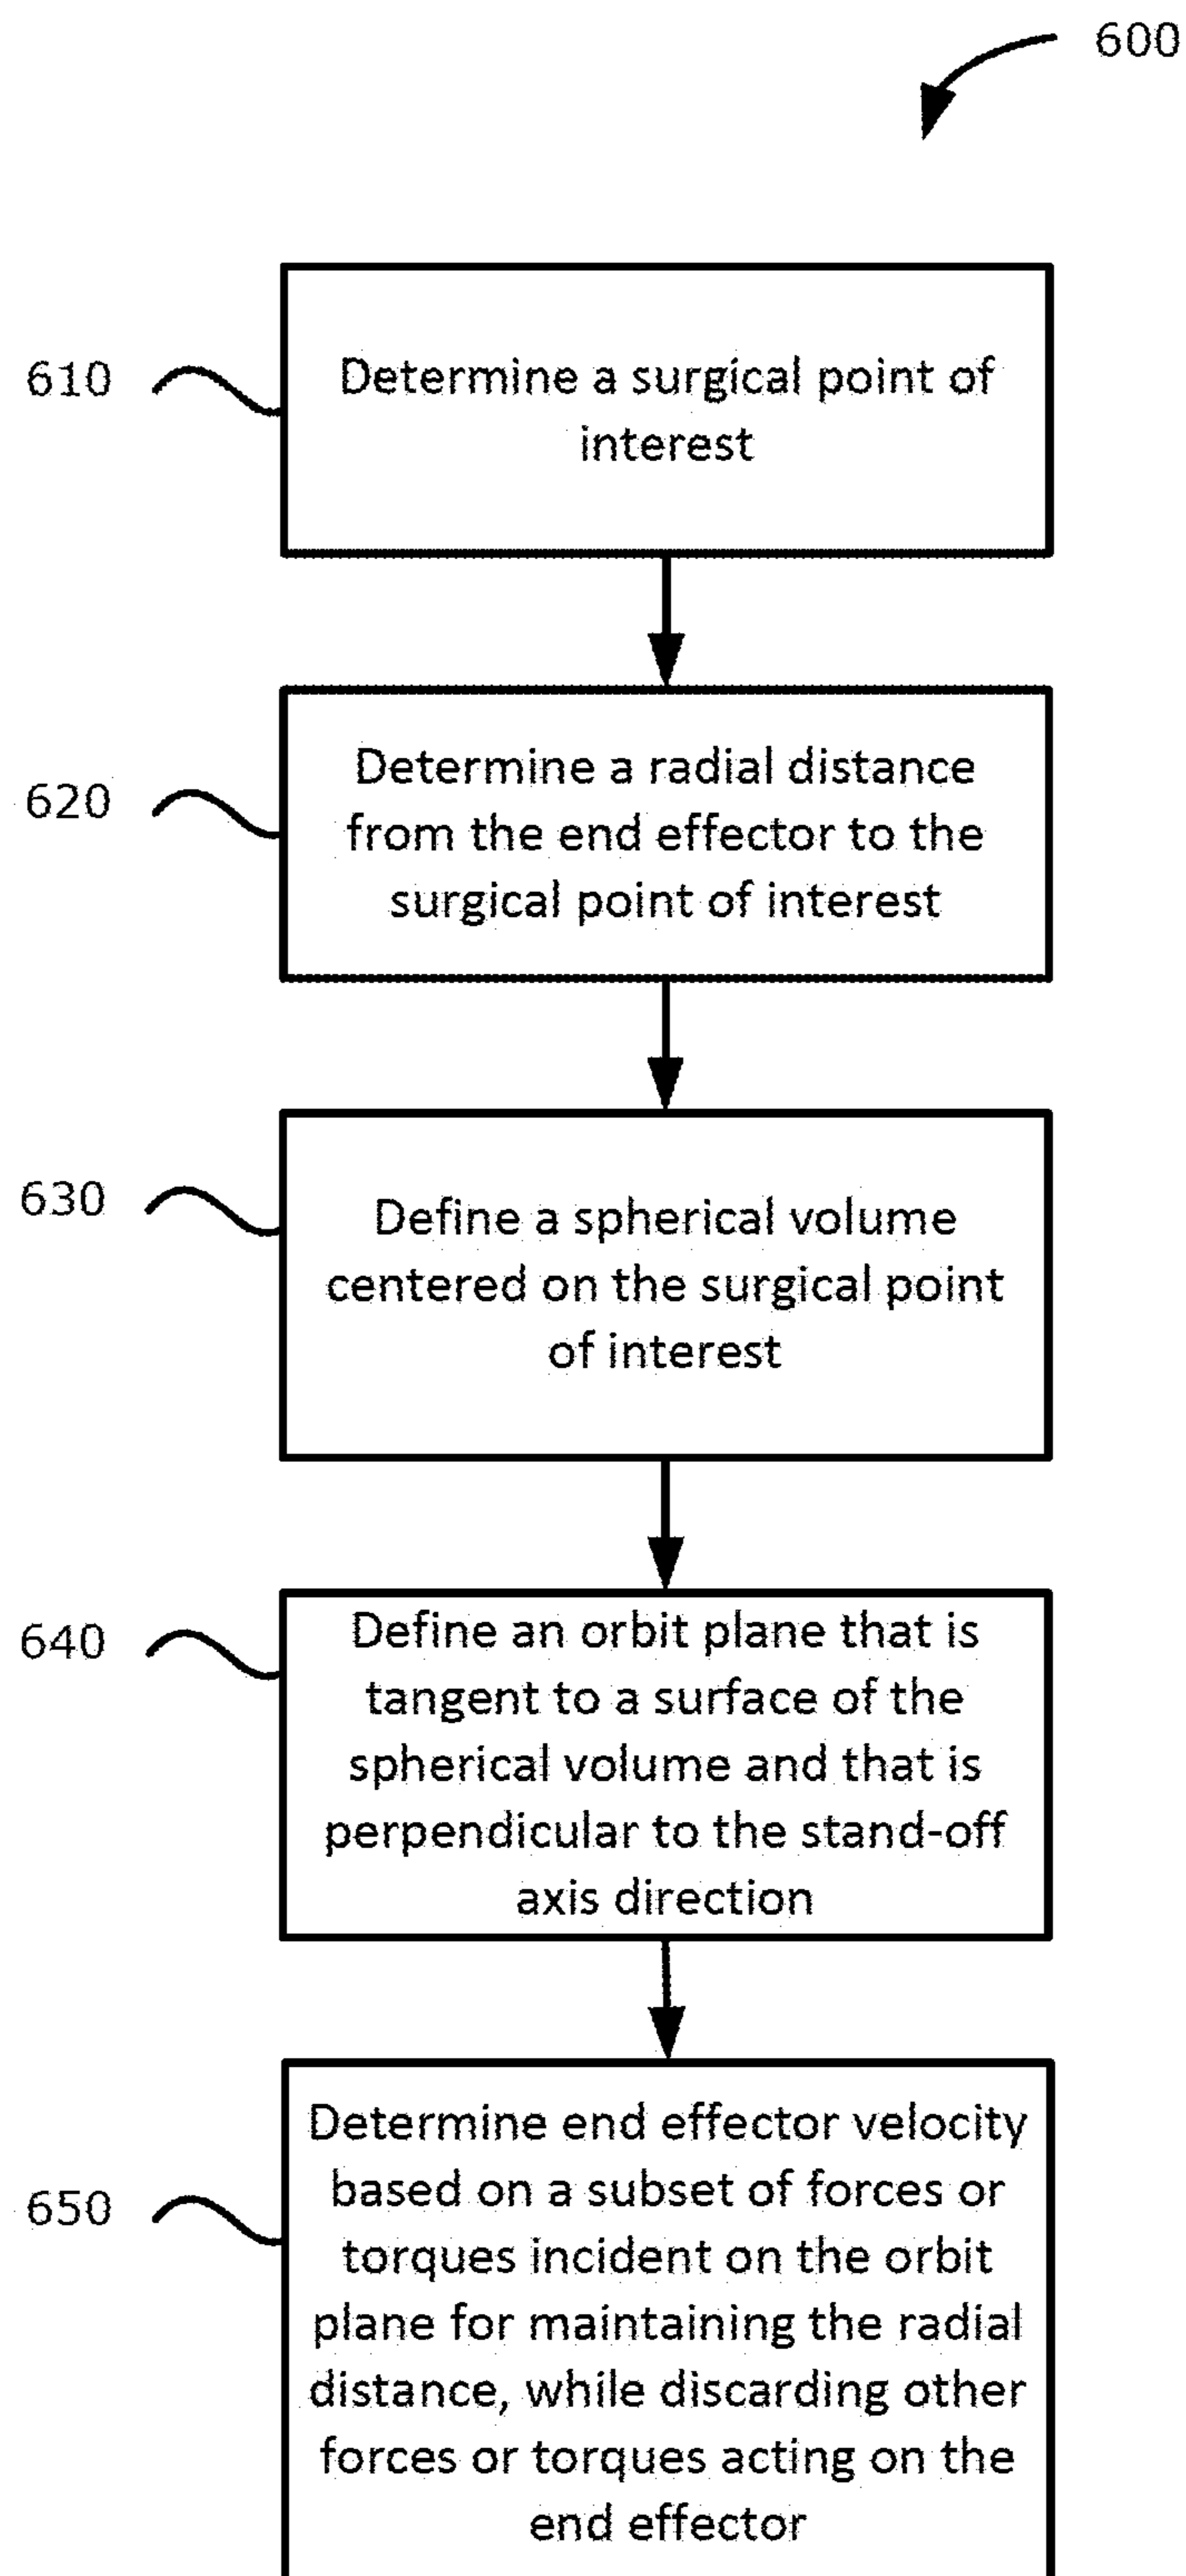 600
610
Determine a surgical point of
interest
620
Determine a radial distance
from the end effector to the
surgical point of interest
630
Define a spherical volume
centered on the surgical point
of interest
640
Define an orbit plane that is
tangent to a surface of the
spherical volume and that is
perpendicular to the stand-off
axis direction
650
Determine end effector velocity
based on a subset of forces or
torques incident on the orbit
plane for maintaining the radial
distance, while discarding other
forces or torques acting on the
end effector